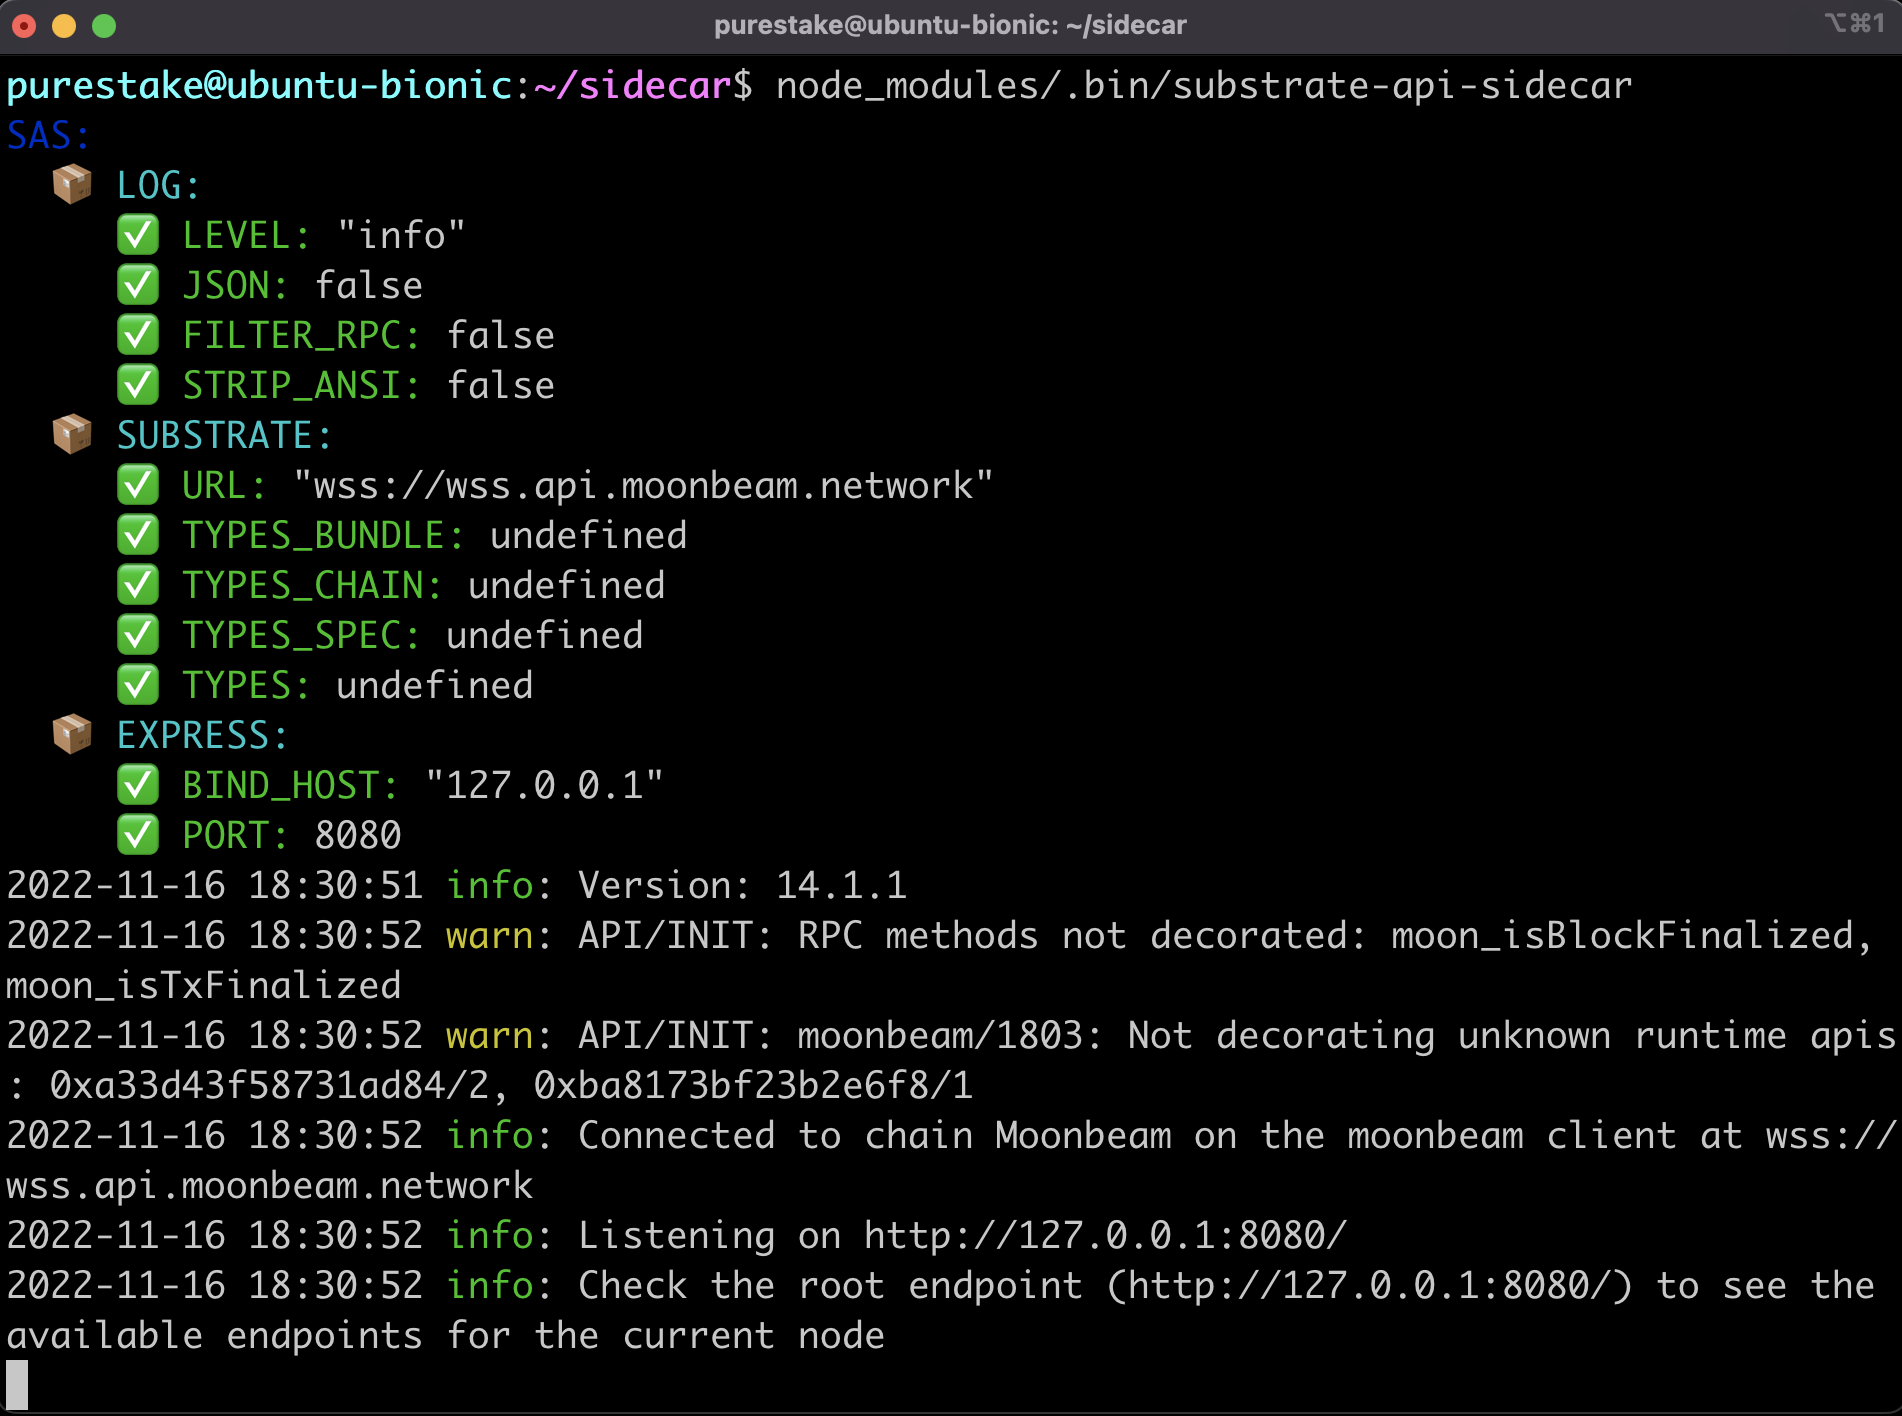 purestake@ubuntu-bionic: ~/sidecar
⌥⌘1
purestake@ubuntu-bionic:~/sidecar$ node_modules/.bin/substrate-api-sidecar
SAS:
📦 LOG:
✅ LEVEL: "info"
✅ JSON: false
✅ FILTER_RPC: false
✅ STRIP_ANSI: false
📦 SUBSTRATE:
✅ URL: "wss://wss.api.moonbeam.network"
✅ TYPES_BUNDLE: undefined
✅ TYPES_CHAIN: undefined
✅ TYPES_SPEC: undefined
✅ TYPES: undefined
📦 EXPRESS:
✅ BIND_HOST: "127.0.0.1"
✅ PORT: 8080
2022-11-16 18:30:51 info: Version: 14.1.1
2022-11-16 18:30:52 warn: API/INIT: RPC methods not decorated: moon_isBlockFinalized,
moon_isTxFinalized
2022-11-16 18:30:52 warn: API/INIT: moonbeam/1803: Not decorating unknown runtime apis
: 0xa33d43f58731ad84/2, 0xba8173bf23b2e6f8/1
2022-11-16 18:30:52 info: Connected to chain Moonbeam on the moonbeam client at wss://
wss.api.moonbeam.network
2022-11-16 18:30:52 info: Listening on http://127.0.0.1:8080/
2022-11-16 18:30:52 info: Check the root endpoint (http://127.0.0.1:8080/) to see the
available endpoints for the current node